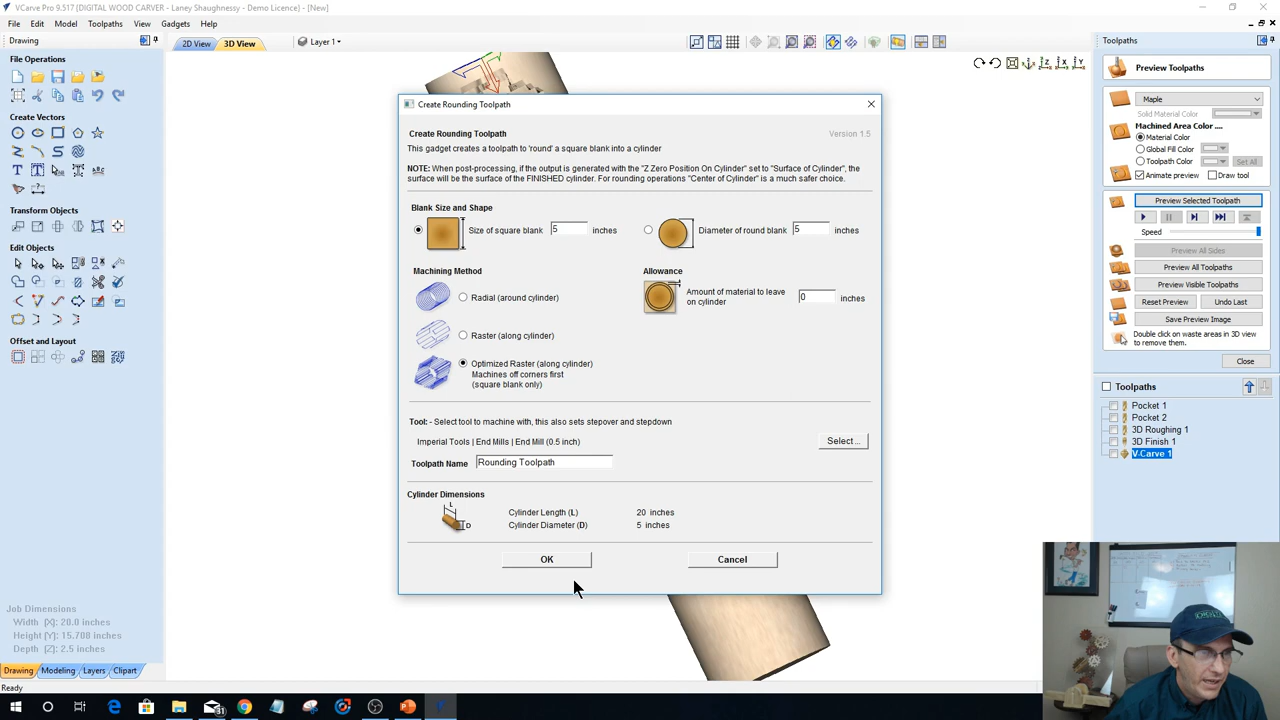 VCarve Pro 9.517 {DIGITAL WOOD CARVER - Demo Licence} - Laney Shaughnessy - [New]
File Edit Model Toolpaths View Gadgets Help
Drawing
2D View 3D View Layer 1
File Operations
Create Vectors
Transform Objects
Edit Objects
Offset and Layout
Job Dimensions
Width (X): 20.0 inches
Height (Y): 15.708 inches
Depth (Z): 2.5 inches
Drawing Modeling Layers Clipart
Ready
Create Rounding Toolpath
Create Rounding Toolpath
Version 1.5
This gadget creates a toolpath to 'round' a square blank into a cylinder
NOTE: When post-processing, if the output is generated with the "Z Zero Position On Cylinder" set to "Surface of Cylinder", the
surface will be the surface of the FINISHED cylinder. For rounding operations "Center of Cylinder" is a much safer choice.
Blank Size and Shape
Size of square blank 5 inches
Diameter of round blank 5 inches
Machining Method
Radial (around cylinder)
Raster (along cylinder)
Optimized Raster (along cylinder)
Machines off corners first
(square blank only)
Allowance
Amount of material to leave
on cylinder
0 inches
Tool: - Select tool to machine with, this also sets stepover and stepdown
Imperial Tools | End Mills | End Mill (0.5 inch)
Select...
Toolpath Name Rounding Toolpath
Cylinder Dimensions
L
D
Cylinder Length (L) 20 inches
Cylinder Diameter (D) 5 inches
OK Cancel
Toolpaths
Preview Toolpaths
Maple
Solid Material Color
Machined Area Color ....
Material Color
Global Fill Color
Toolpath Color Set All
Animate preview Draw tool
Preview Selected Toolpath
Speed
Preview All Sides
Preview All Toolpaths
Preview Visible Toolpaths
Reset Preview Undo Last
Save Preview Image
Double click on waste areas in 3D view
to remove them.
Close
Toolpaths
Pocket 1
Pocket 2
3D Roughing 1
3D Finish 1
V-Carve 1
31